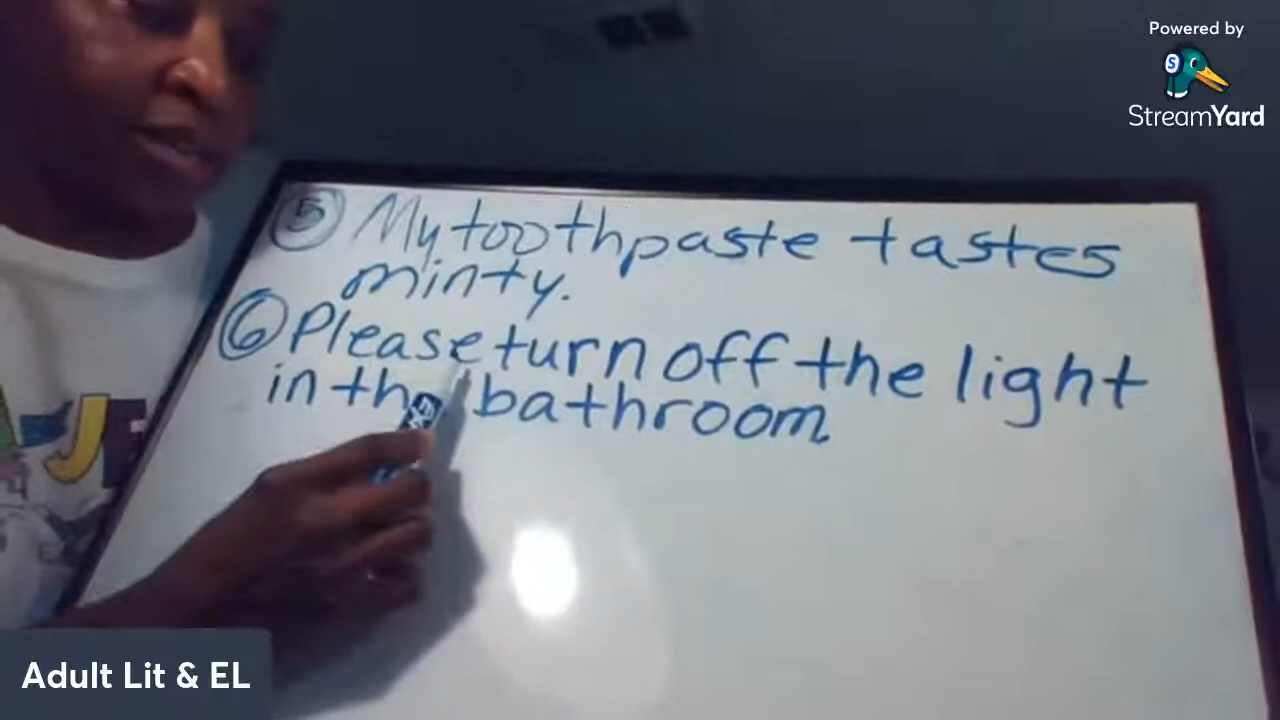 Powered by
S
StreamYard
⑤ My toothpaste tastes
minty.
⑥ Please turn off the light
in the bathroom.
Adult Lit & EL